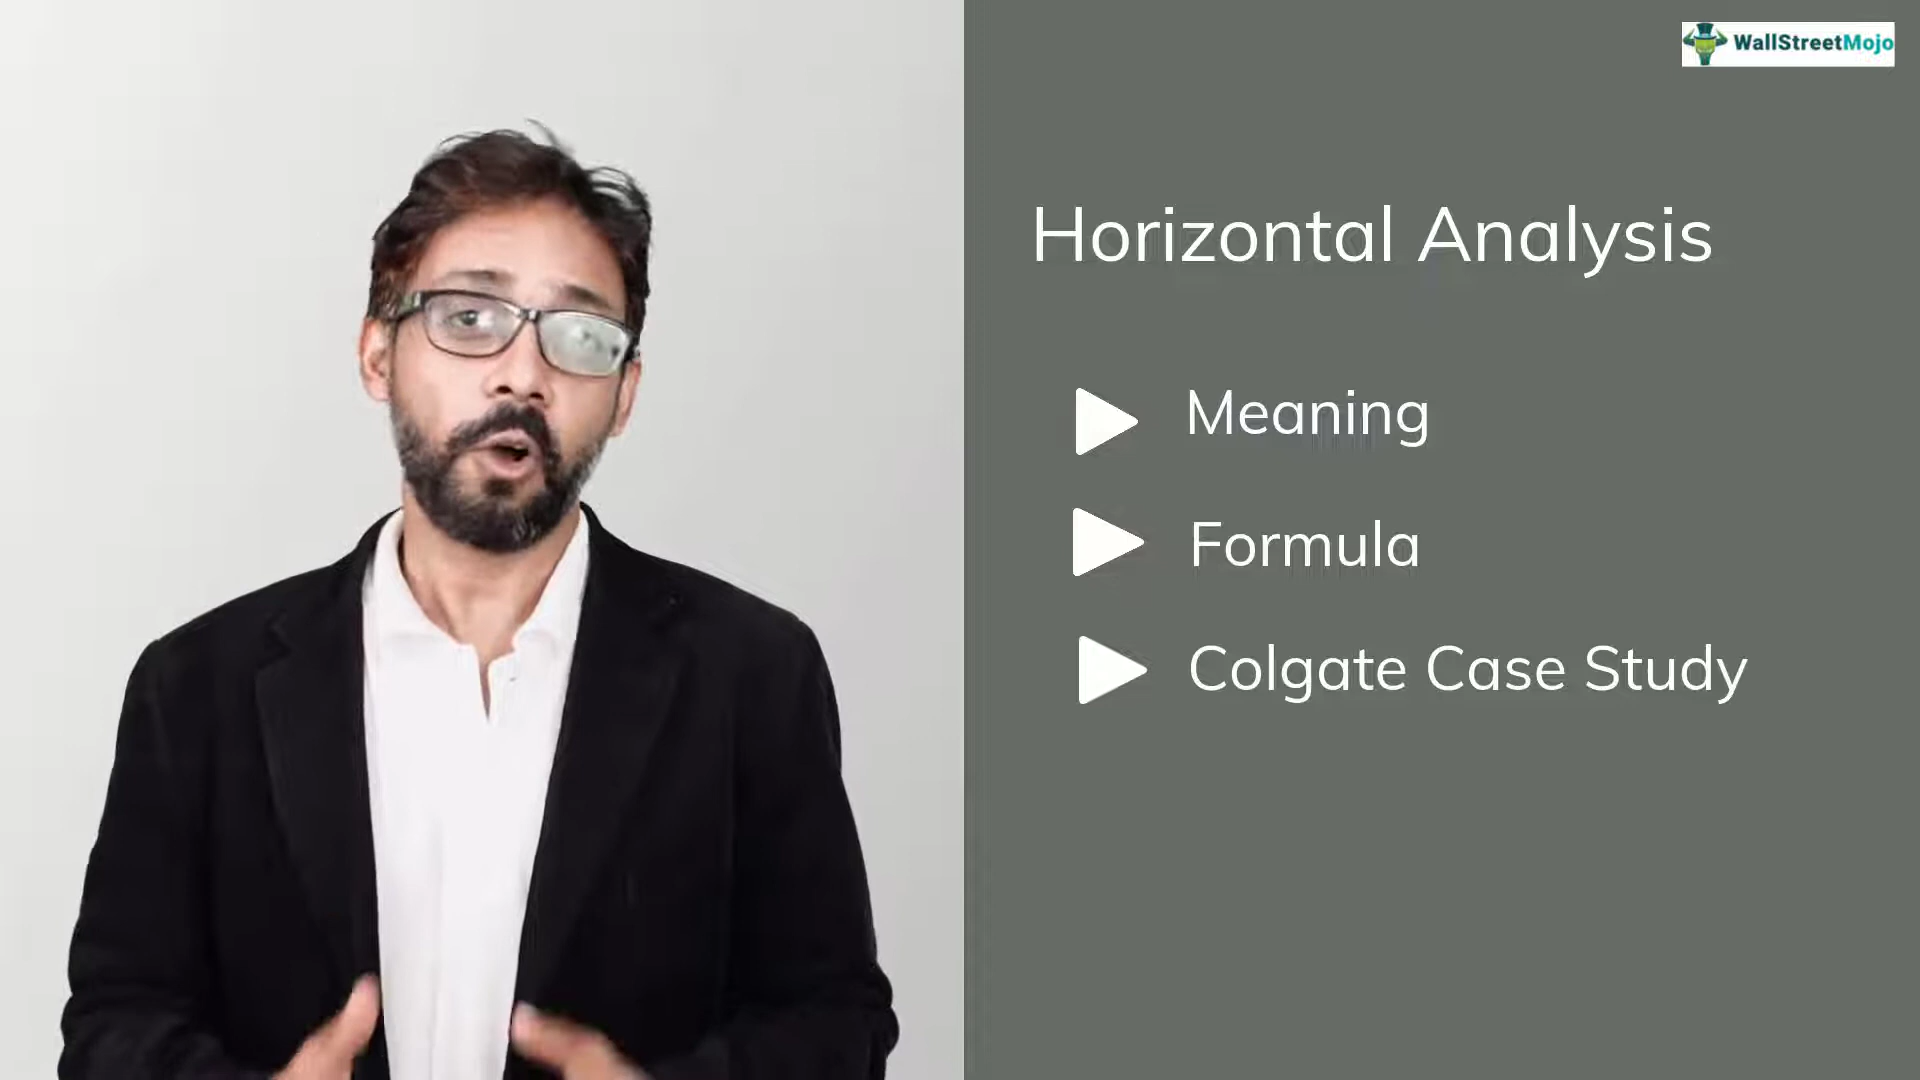 WallStreetMojo
Horizontal Analysis
Meaning
Formula
Colgate Case Study